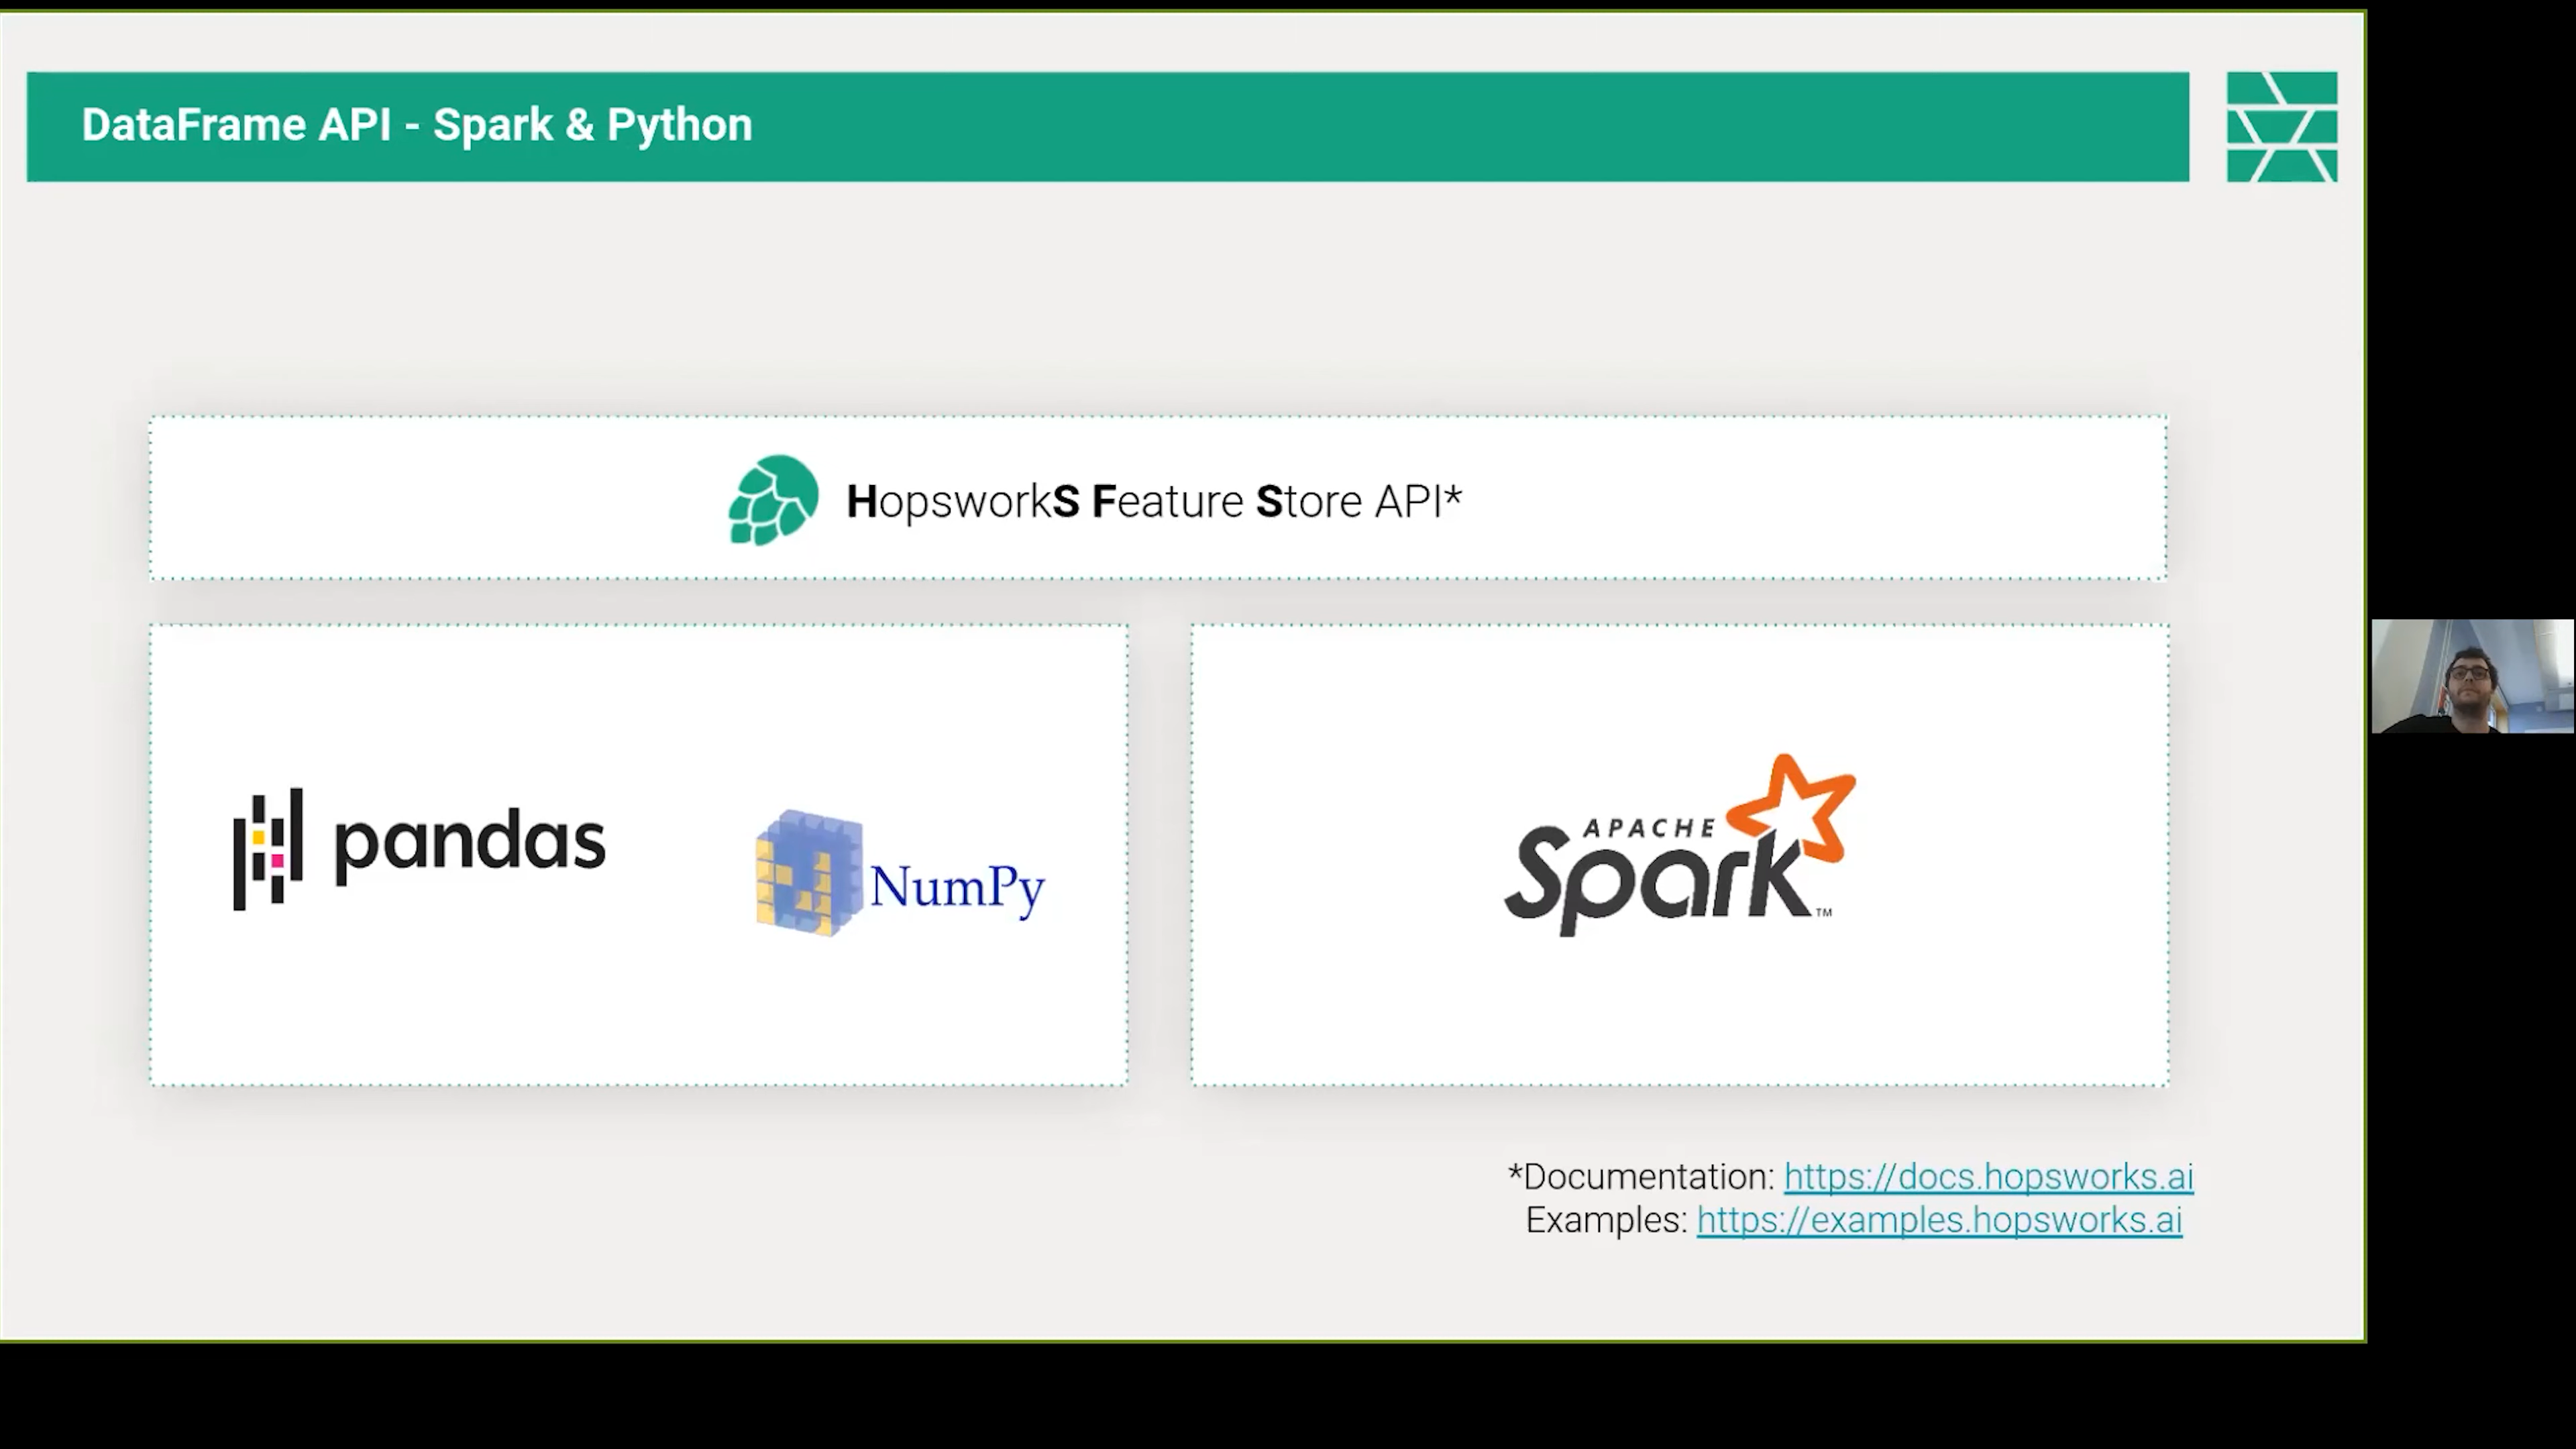 DataFrame API - Spark & Python
HopsworkS Feature Store API*
pandas
NumPy
APACHE
Spark™
*Documentation: https://docs.hopsworks.ai
Examples: https://examples.hopsworks.ai